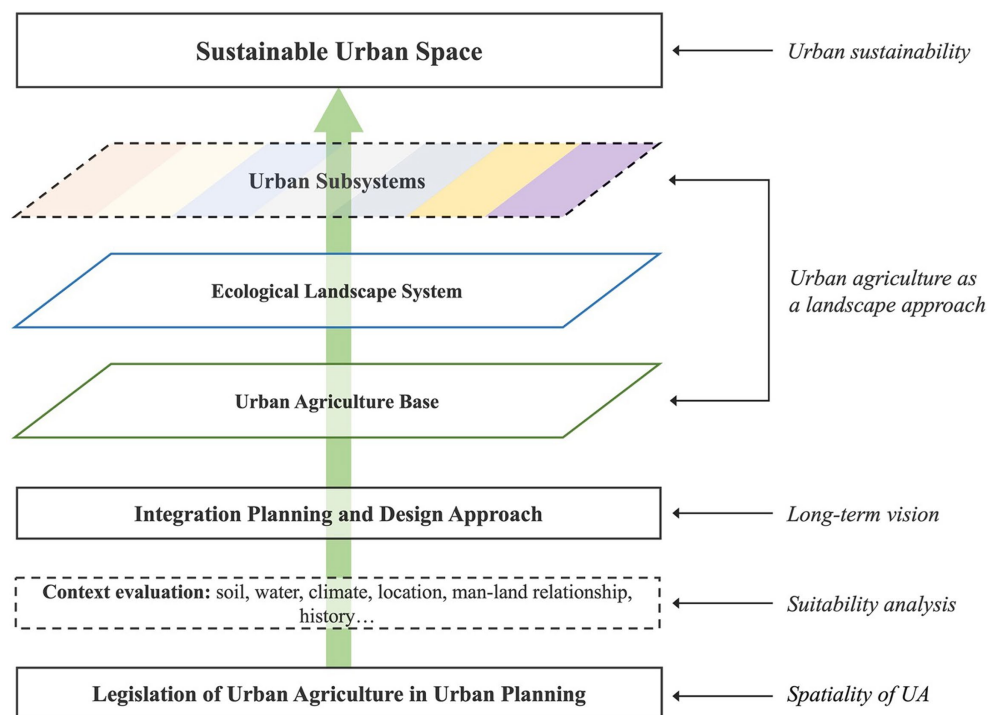 Sustainable Urban Space
Urban sustainability
Urban Subsystems
Ecological Landscape System
Urban agriculture as
a landscape approach
Urban Agriculture Base
Integration Planning and Design Approach
Long-term vision
Context evaluation: soil, water, climate, location, man-land relationship,
history…
Suitability analysis
Legislation of Urban Agriculture in Urban Planning
Spatiality of UA